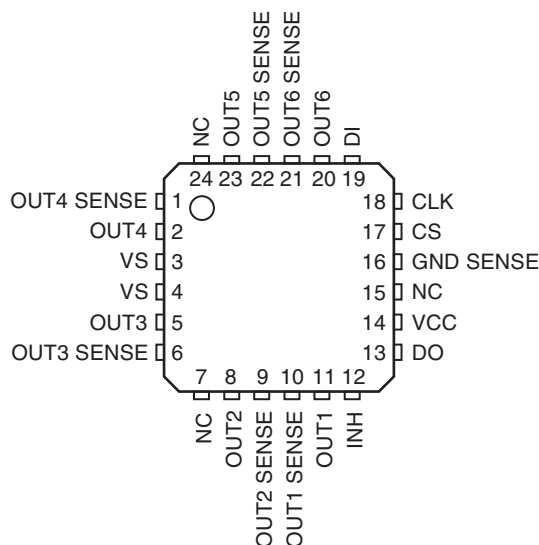 NC
OUT5
OUT5 SENSE
OUT6 SENSE
OUT6
DI
24 23 22 21 20 19
OUT4 SENSE 1
OUT4 2
VS 3
VS 4
OUT3 5
OUT3 SENSE 6
18 CLK
17 CS
16 GND SENSE
15 NC
14 VCC
13 DO
7 8 9 10 11 12
NC
OUT2
OUT2 SENSE
OUT1 SENSE
OUT1
INH